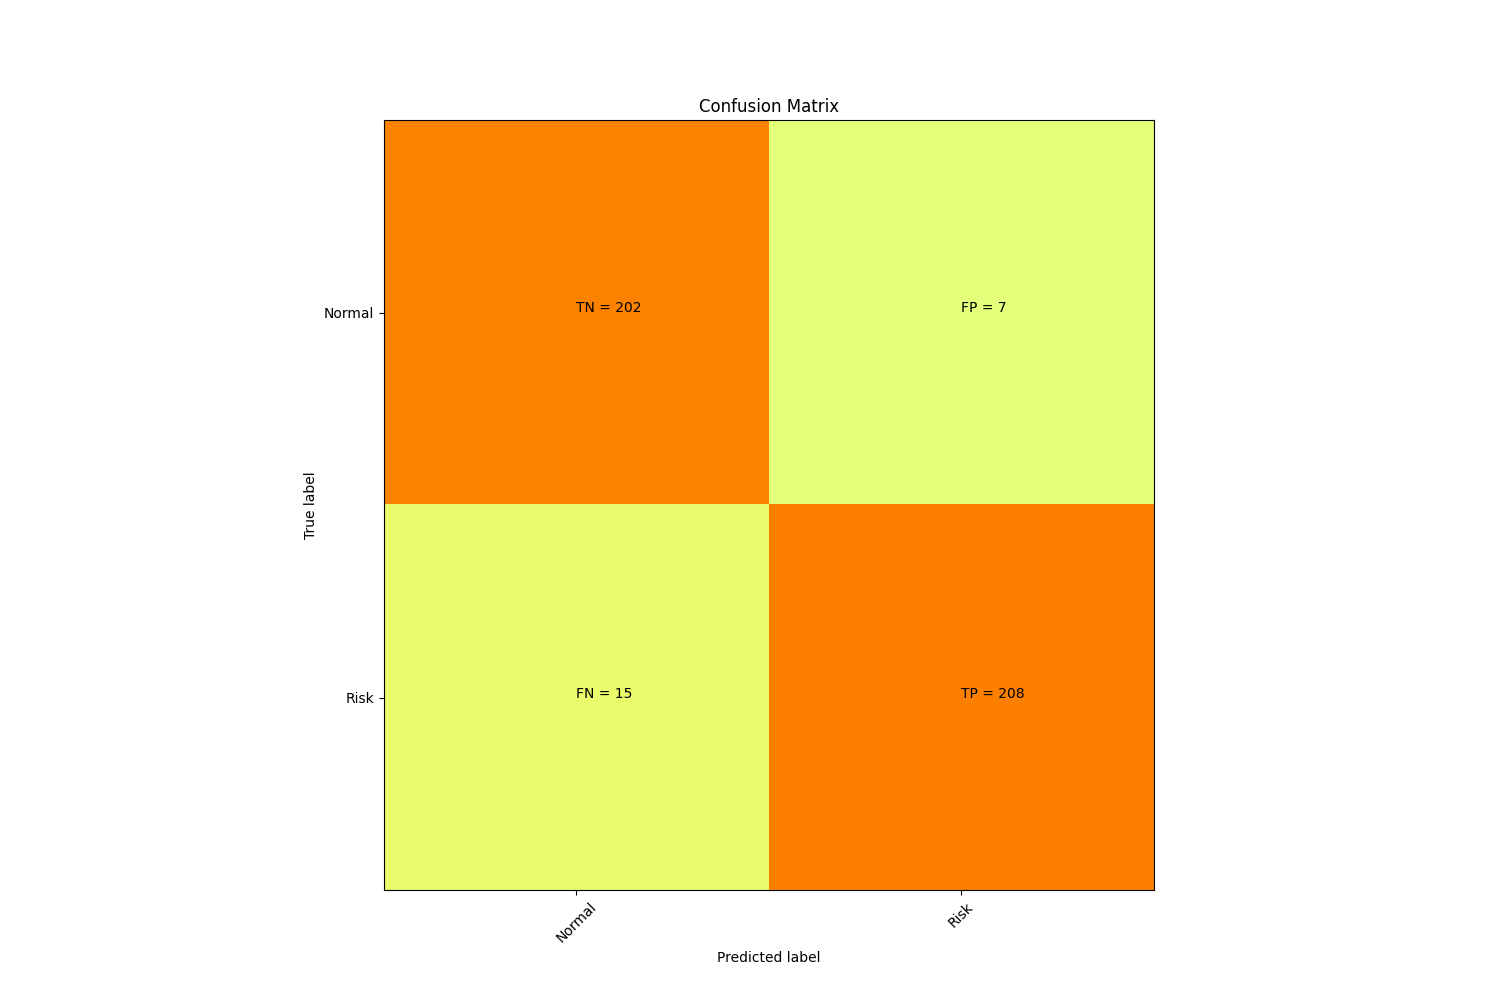 Confusion Matrix
TN = 202
FP = 7
Normal
True label
FN = 15
TP = 208
Risk
Normal
Risk
Predicted label